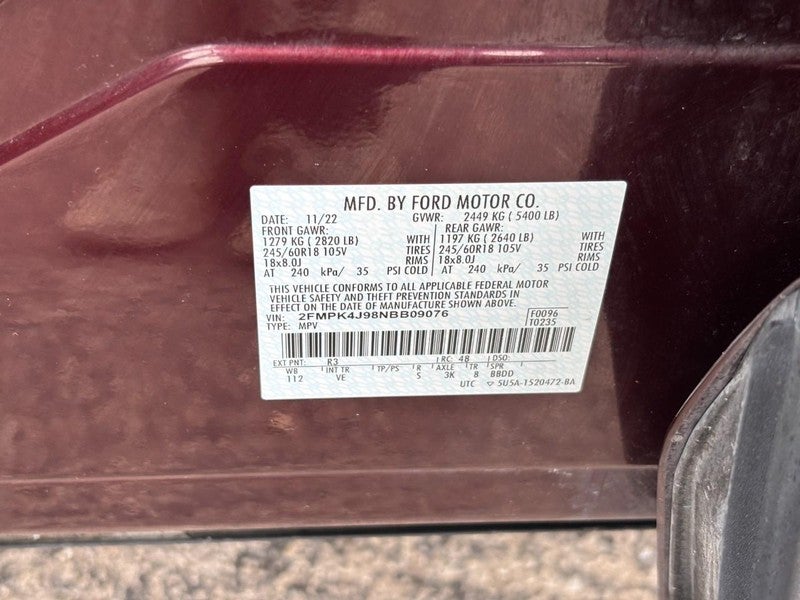 MFD. BY FORD MOTOR CO.
DATE: 11/22 GVWR: 2449 KG ( 5400 LB)
FRONT GAWR: REAR GAWR:
1279 KG ( 2820 LB) WITH 1197 KG ( 2640 LB) WITH
245/60R18 105V TIRES 245/60R18 105V TIRES
18x8.0J RIMS 18x8.0J RIMS
AT 240 kPa/ 35 PSI COLD AT 240 kPa/ 35 PSI COLD
THIS VEHICLE CONFORMS TO ALL APPLICABLE FEDERAL MOTOR
VEHICLE SAFETY AND THEFT PREVENTION STANDARDS IN
EFFECT ON THE DATE OF MANUFACTURE SHOWN ABOVE.
VIN: 2FMPK4J98NBB09076 F0096
TYPE: MPV T0235
EXT PNT: R3 RC: 48 DSO:
WB INT TR TP/PS R AXLE TR SPR
112 VE S 3K 8 BBDD
UTC 5U5A-1520472-BA